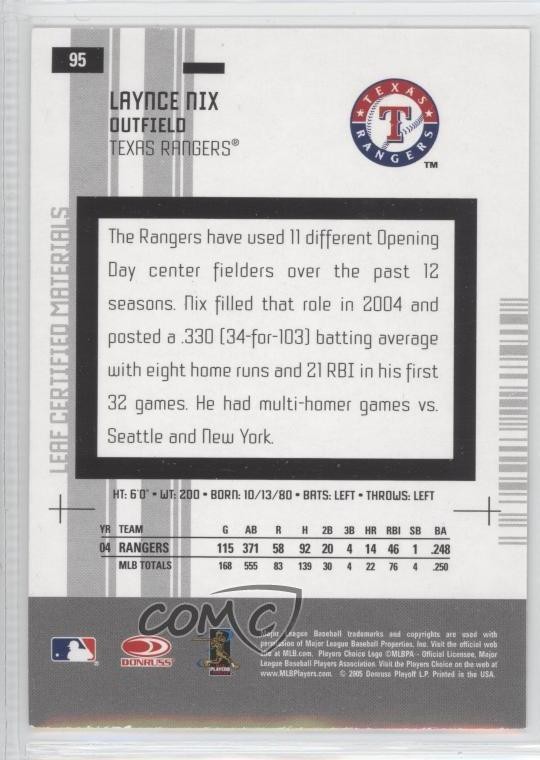 95
LAYNCE NIX
OUTFIELD
TEXAS RANGERS®
TEXAS
T
RANGERS
TM
LEAF CERTIFIED MATERIALS
The Rangers have used 11 different Opening
Day center fielders over the past 12
seasons. Nix filled that role in 2004 and
posted a .330 (34-for-103) batting average
with eight home runs and 21 RBI in his first
32 games. He had multi-homer games vs.
Seattle and New York.
HT: 6'0" • WT: 200 • BORN: 10/13/80 • BATS: LEFT • THROWS: LEFT
YR TEAM G AB R H 2B 3B HR RBI SB BA
04 RANGERS 115 371 58 92 20 4 14 46 1 .248
MLB TOTALS 168 555 83 139 30 4 22 76 4 .250
COMC
DONRUSS
PLAYERS
Major League Baseball trademarks and copyrights are used with
permission of Major League Baseball Properties, Inc. Visit the official web
site at MLB.com. Players Choice Logo ©MLBPA - Official Licensee, Major
League Baseball Players Association. Visit the Players Choice on the web at
www.MLBPlayers.com. © 2005 Donruss Playoff L.P. Printed in the USA.